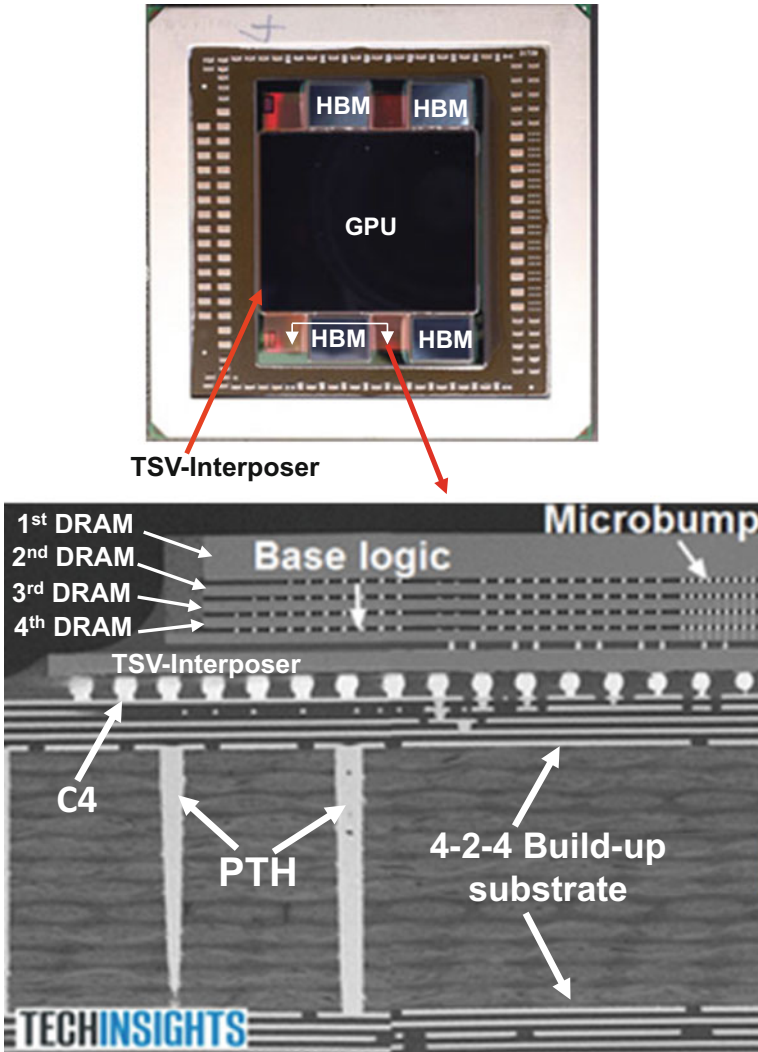 HBM HBM
GPU
HBM HBM
TSV-Interposer
1st DRAM
2nd DRAM
3rd DRAM
4th DRAM
Microbump
Base logic
TSV-Interposer
C4
PTH
4-2-4 Build-up
substrate
TECHINSIGHTS